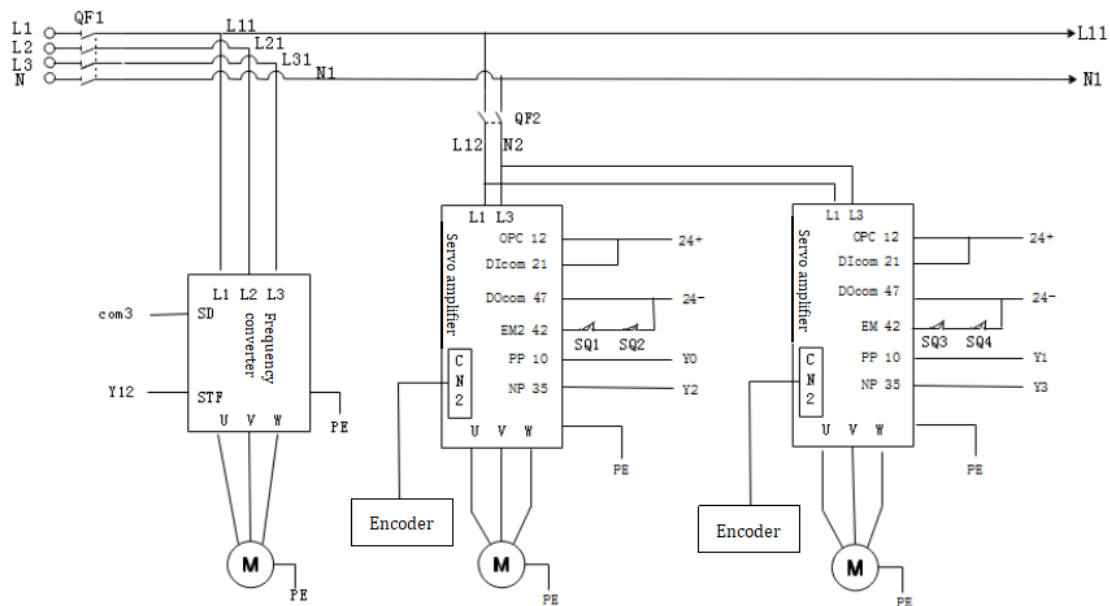 QF1
L1
L2
L3
N
L11
L21
L31
N1
L11
N1
QF2
L12 N2
L1 L2 L3
SD
STF
Frequency
converter
U V W
com3
Y12
PE
M
PE
L1 L3
Servo amplifier
OPC 12
DIcom 21
DOcom 47
EM2 42
PP 10
NP 35
CN2
U V W
24+
24-
SQ1 SQ2
Y0
Y2
PE
Encoder
M
PE
L1 L3
Servo amplifier
OPC 12
DIcom 21
DOcom 47
EM 42
PP 10
NP 35
CN2
U V W
24+
24-
SQ3 SQ4
Y1
Y3
PE
Encoder
M
PE